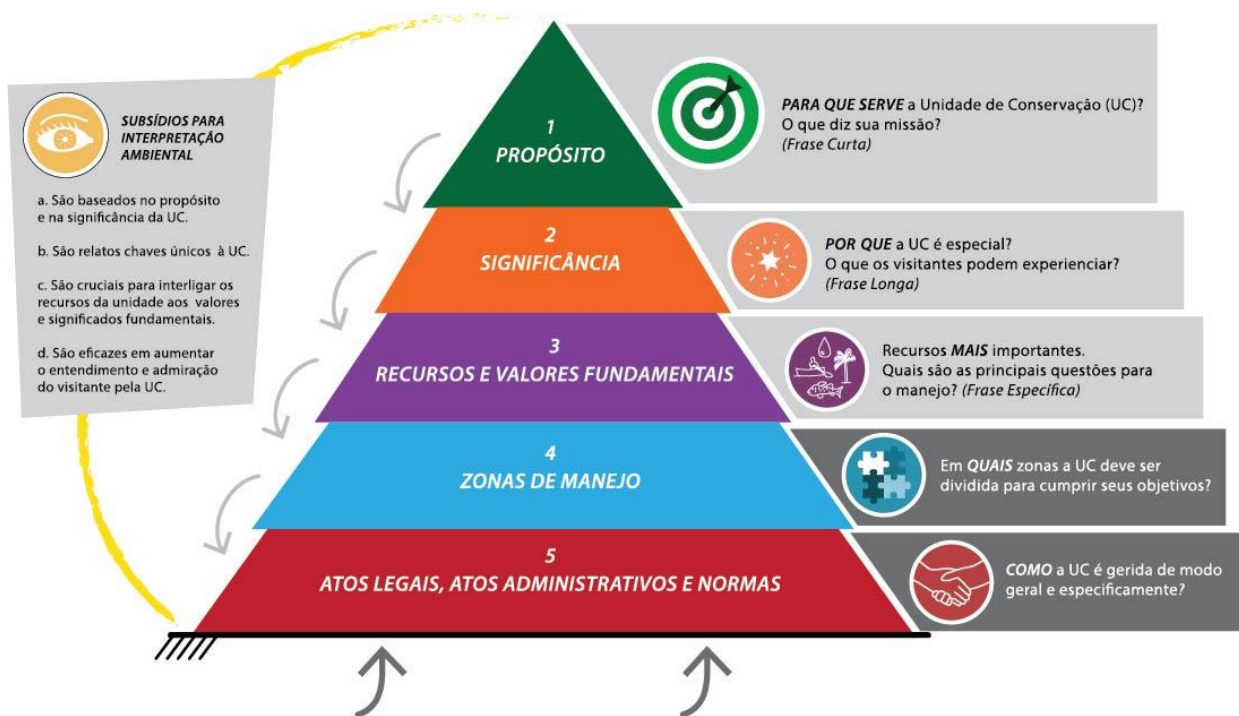 SUBSÍDIOS PARA
INTERPRETAÇÃO
AMBIENTAL
a. São baseados no propósito
e na significância da UC.
b. São relatos chaves únicos à UC.
c. São cruciais para interligar os
recursos da unidade aos valores
e significados fundamentais.
d. São eficazes em aumentar
o entendimento e admiração
do visitante pela UC.
1
PROPÓSITO
PARA QUE SERVE a Unidade de Conservação (UC)?
O que diz sua missão?
(Frase Curta)
2
SIGNIFICÂNCIA
POR QUE a UC é especial?
O que os visitantes podem experienciar?
(Frase Longa)
3
RECURSOS E VALORES FUNDAMENTAIS
Recursos MAIS importantes.
Quais são as principais questões para
o manejo? (Frase Específica)
4
ZONAS DE MANEJO
Em QUAIS zonas a UC deve ser
dividida para cumprir seus objetivos?
5
ATOS LEGAIS, ATOS ADMINISTRATIVOS E NORMAS
COMO a UC é gerida de modo
geral e especificamente?